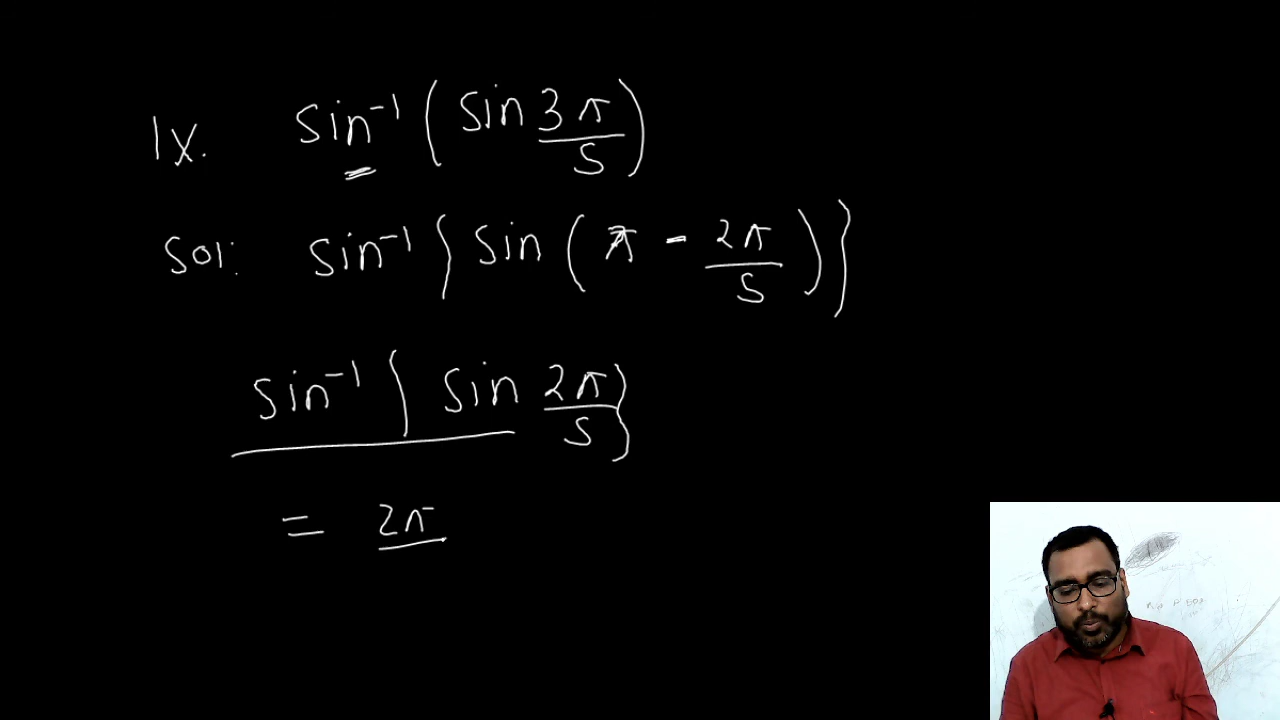 IX. sin⁻¹ (sin 3π/5)
Sol: sin⁻¹ { sin ( π - 2π/5 ) }
sin⁻¹ { sin 2π/5 }
= 2π